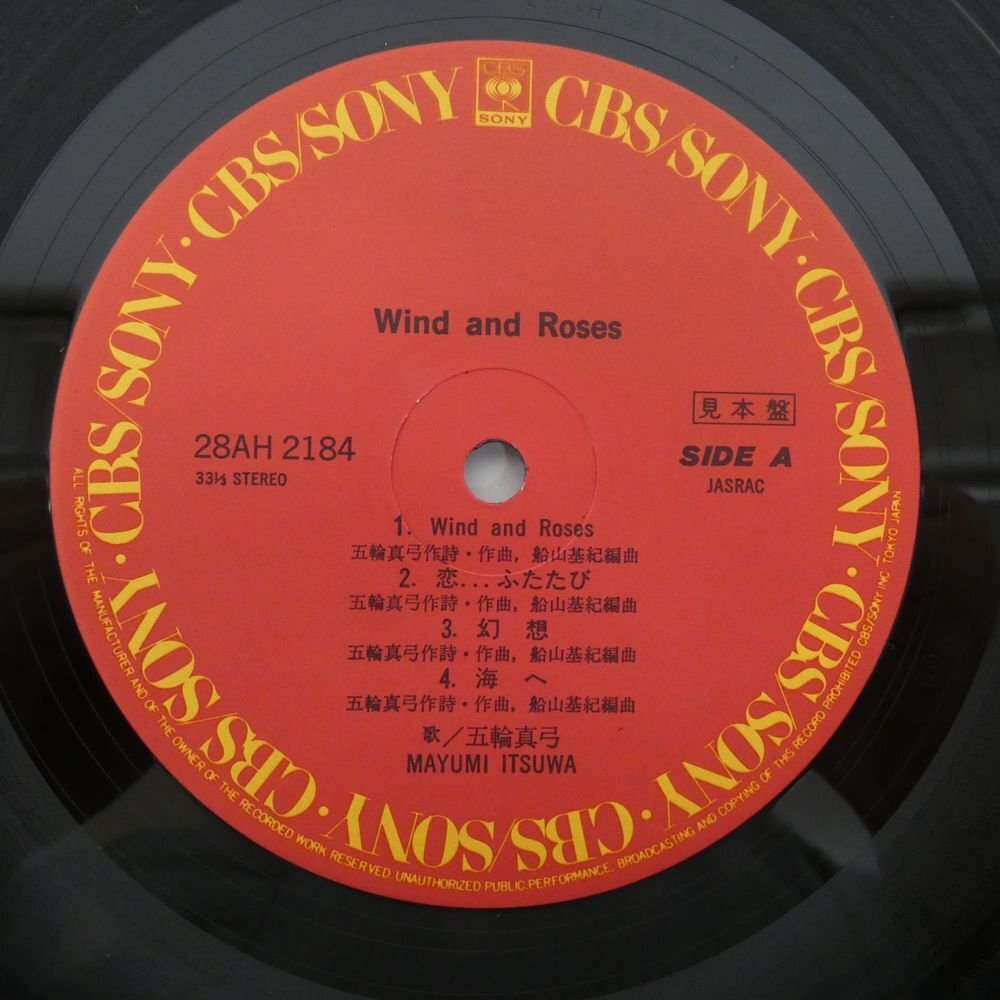 CBS
SONY
CBS/SONY · CBS/SONY · CBS/SONY · CBS/SONY · CBS/SONY · CBS/SONY · CBS/SONY · CBS/SONY · CBS/SONY
Wind and Roses
見本盤
28AH 2184
SIDE A
33⅓ STEREO
JASRAC
1. Wind and Roses
五輪真弓作詩・作曲, 船山基紀編曲
2. 恋...ふたたび
五輪真弓作詩・作曲, 船山基紀編曲
3. 幻想
五輪真弓作詩・作曲, 船山基紀編曲
4. 海へ
五輪真弓作詩・作曲, 船山基紀編曲
歌／五輪真弓
MAYUMI ITSUWA
ALL RIGHTS OF THE MANUFACTURER AND OF THE OWNER OF THE RECORDED WORK RESERVED UNAUTHORIZED PUBLIC PERFORMANCE, BROADCASTING AND COPYING OF THIS RECORD PROHIBITED CBS/SONY INC. TOKYO JAPAN